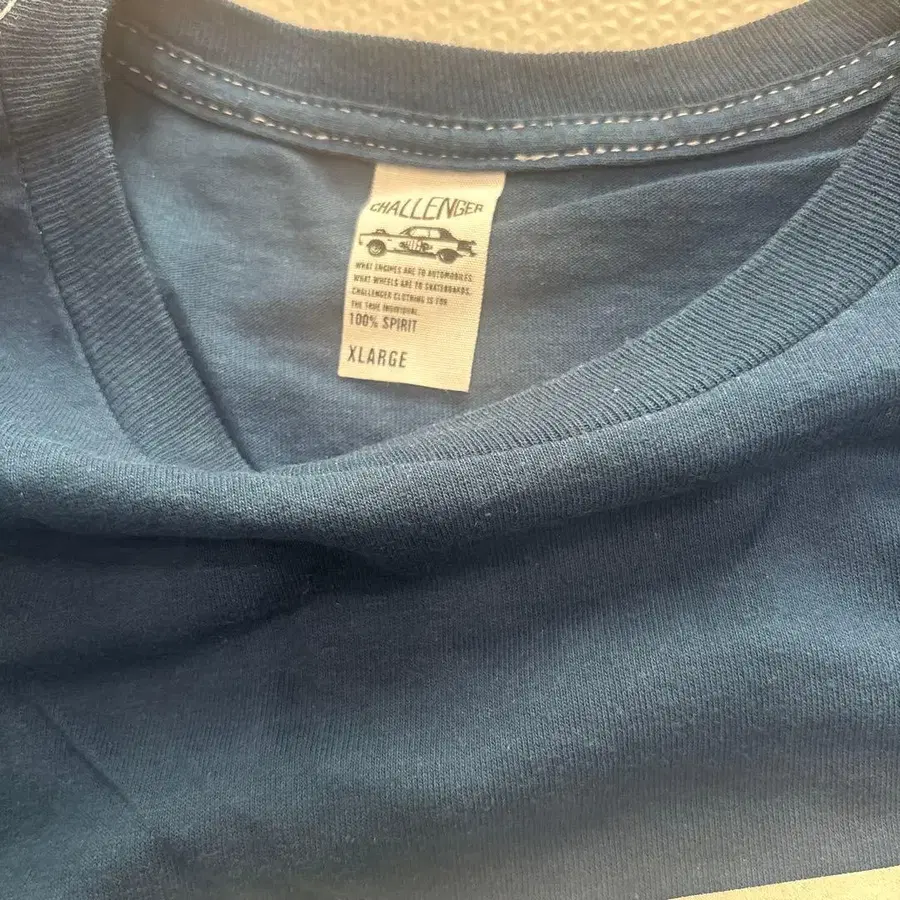 CHALLENGER
WHAT ENGINES ARE TO AUTOMOBILES,
WHAT WHEELS ARE TO SKATEBOARDS,
CHALLENGER CLOTHING IS FOR
THE TRUE INDIVIDUAL
100% SPIRIT
XLARGE